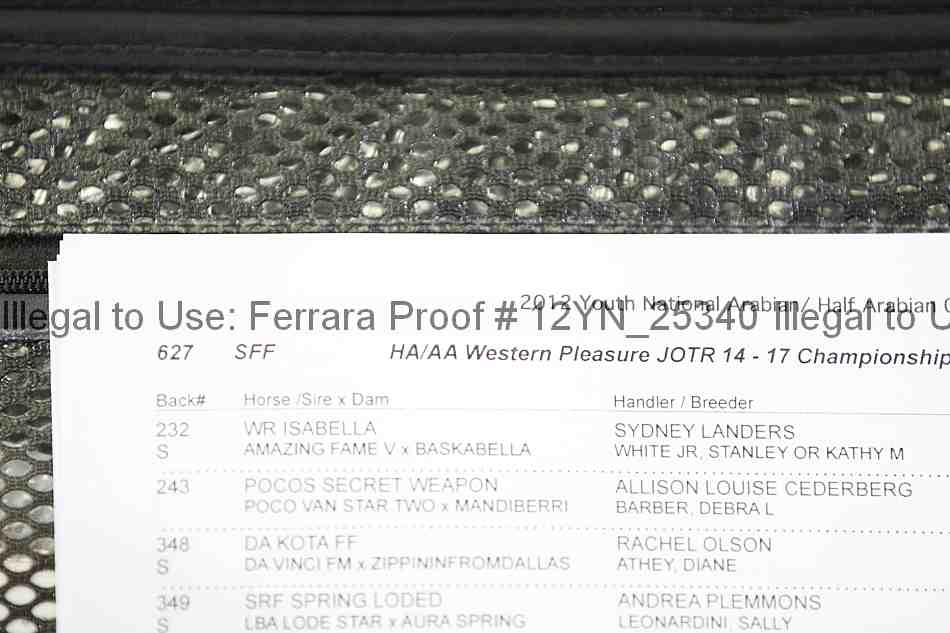 2012 Youth National Arabian/ Half Arabian
Illegal to Use: Ferrara Proof # 12YN_25340 Illegal to U
627 SFF HA/AA Western Pleasure JOTR 14 - 17 Championship
Back# Horse /Sire x Dam Handler / Breeder
232 WR ISABELLA SYDNEY LANDERS
S AMAZING FAME V x BASKABELLA WHITE JR, STANLEY OR KATHY M
243 POCOS SECRET WEAPON ALLISON LOUISE CEDERBERG
POCO VAN STAR TWO x MANDIBERRI BARBER, DEBRA L
348 DA KOTA FF RACHEL OLSON
S DA VINCI FM x ZIPPININFROMDALLAS ATHEY, DIANE
349 SRF SPRING LODED ANDREA PLEMMONS
S LBA LODE STAR x AURA SPRING LEONARDINI, SALLY